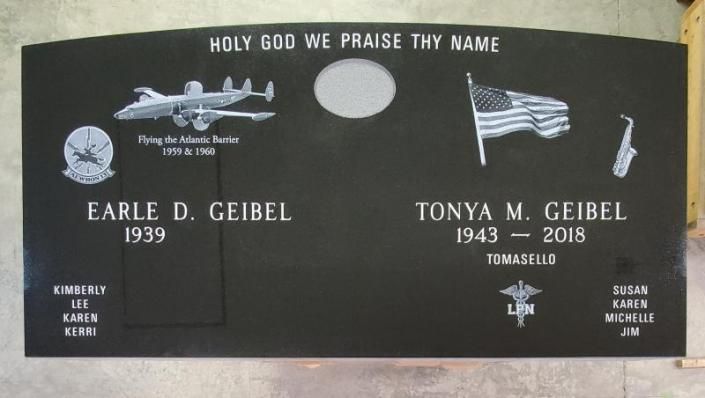 HOLY GOD WE PRAISE THY NAME
Flying the Atlantic Barrier
1959 & 1960
EARLE D. GEIBEL
1939
TONYA M. GEIBEL
1943 — 2018
TOMASELLO
KIMBERLY
LEE
KAREN
KERRI
LPN
SUSAN
KAREN
MICHELLE
JIM